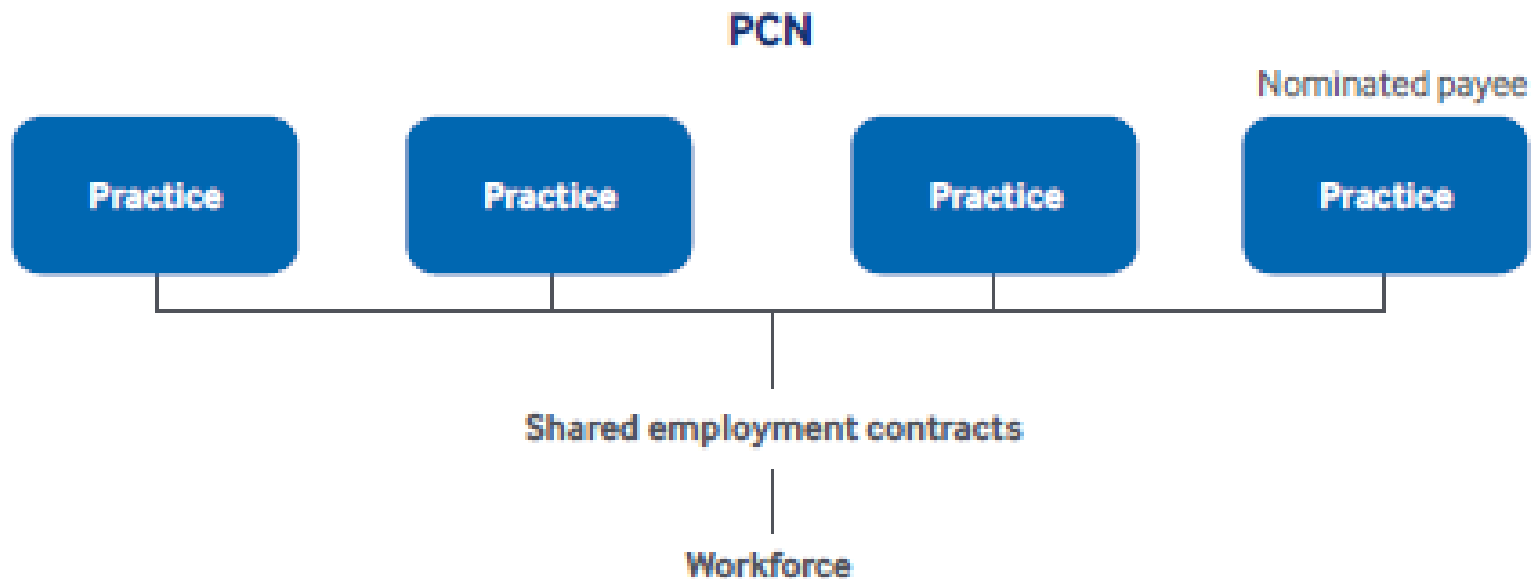 PCN
Nominated payee
Practice
Practice
Practice
Practice
Shared employment contracts
Workforce